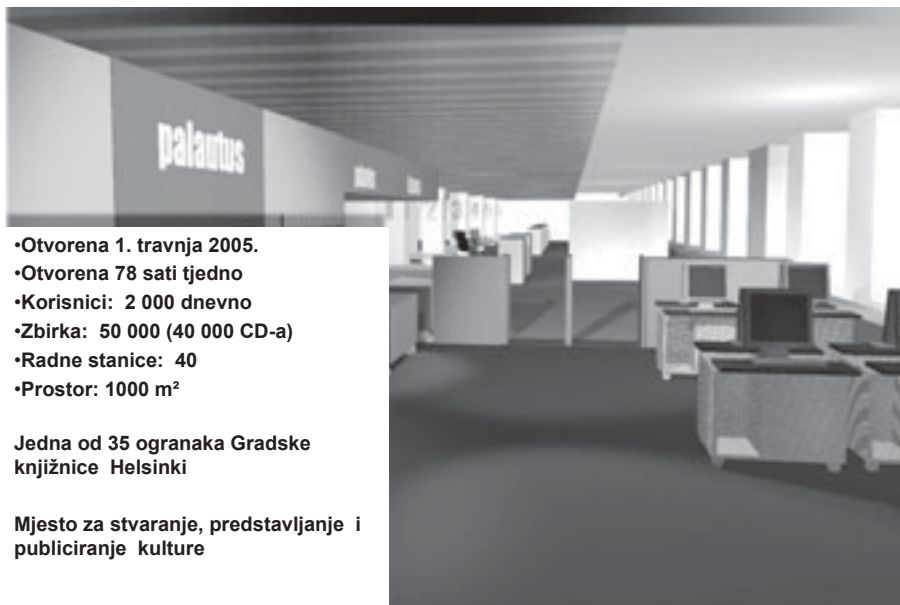 palautus
•Otvorena 1. travnja 2005.
•Otvorena 78 sati tjedno
•Korisnici:  2 000 dnevno
•Zbirka:  50 000 (40 000 CD-a)
•Radne stanice:  40
•Prostor: 1000 m²
Jedna od 35 ogranaka Gradske
knjižnice  Helsinki
Mjesto za stvaranje, predstavljanje  i
publiciranje  kulture